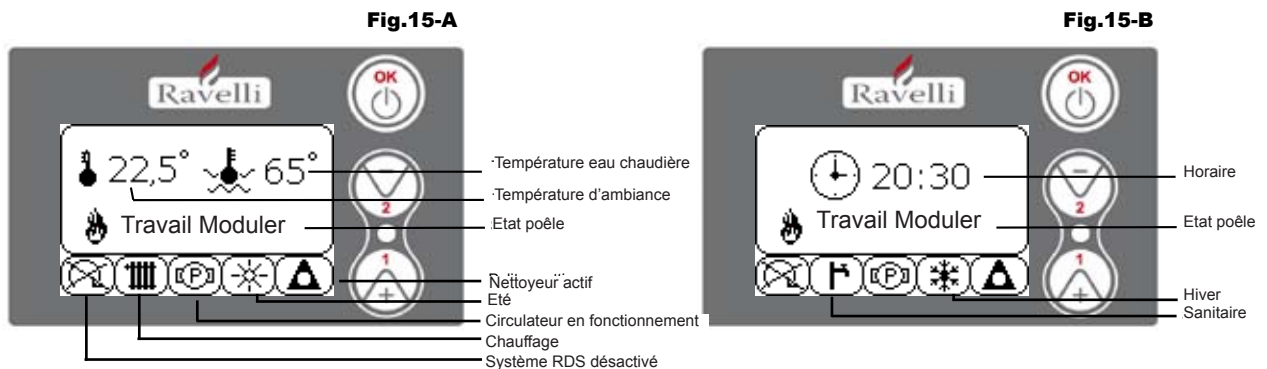 Fig.15-A
Ravelli
OK
22,5° 65°
Travail Moduler
P
2
1
Température eau chaudière
Température d'ambiance
Etat poêle
Nettoyeur actif
Eté
Circulateur en fonctionnement
Chauffage
Système RDS désactivé
Fig.15-B
Ravelli
OK
20:30
Travail Moduler
P
2
1
Horaire
Etat poêle
Hiver
Sanitaire